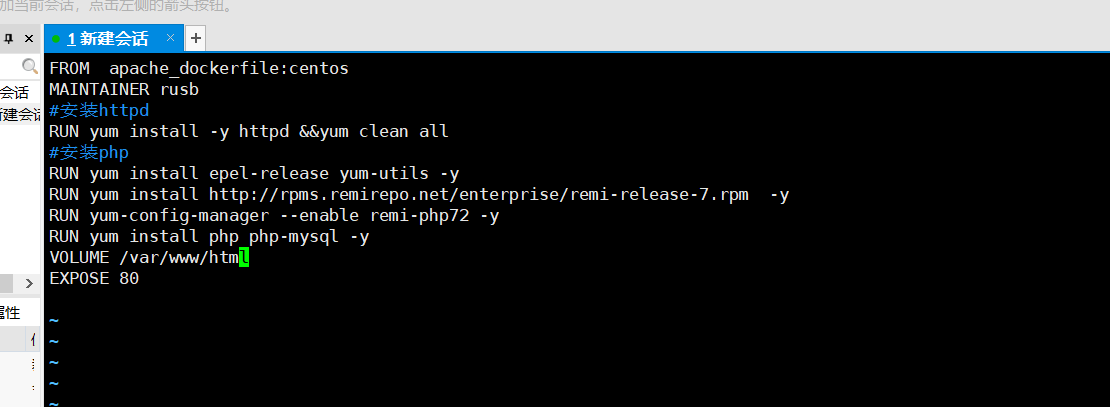 加当前会话，点击左侧的箭头按钮。
1 新建会话
会话
新建会话
属性
FROM  apache_dockerfile:centos
MAINTAINER rusb
#安装httpd
RUN yum install -y httpd &&yum clean all
#安装php
RUN yum install epel-release yum-utils -y
RUN yum install http://rpms.remirepo.net/enterprise/remi-release-7.rpm  -y
RUN yum-config-manager --enable remi-php72 -y
RUN yum install php php-mysql -y
VOLUME /var/www/html
EXPOSE 80
~
~
~
~
~